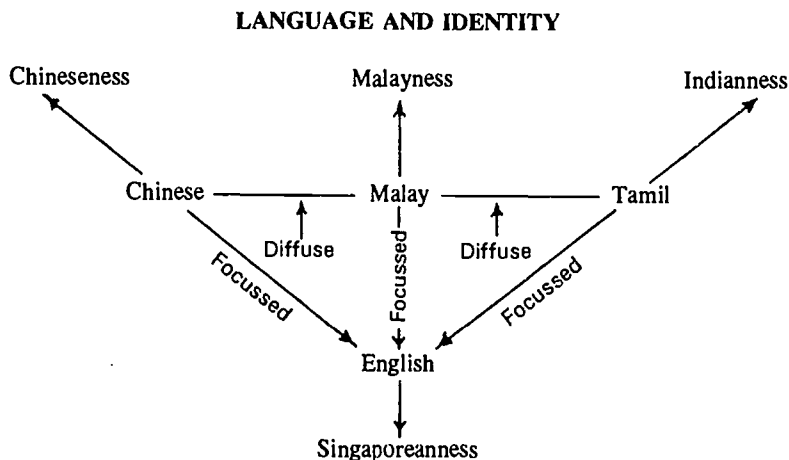 LANGUAGE AND IDENTITY
Chineseness Malayness Indianness
Chinese Malay Tamil
Diffuse Diffuse
Focussed Focussed Focussed
English
Singaporeanness